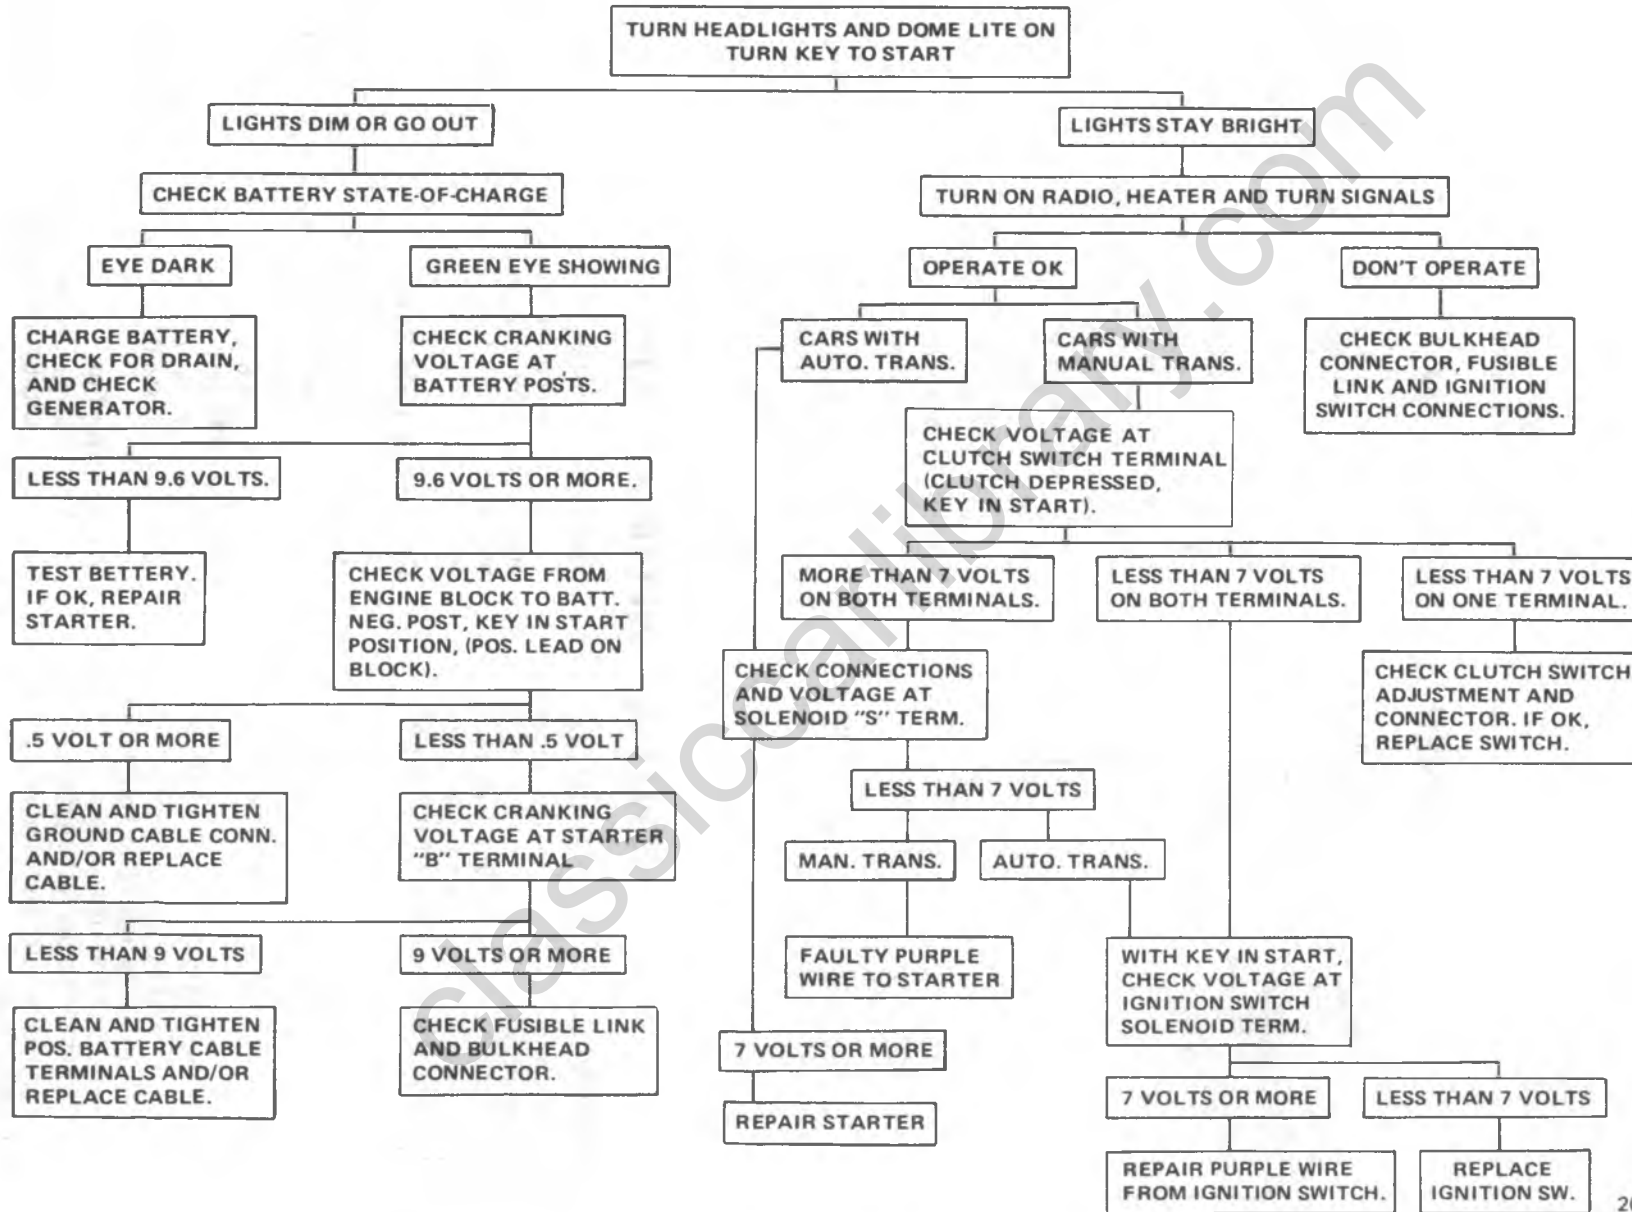 TURN HEADLIGHTS AND DOME LITE ON
TURN KEY TO START
LIGHTS DIM OR GO OUT
LIGHTS STAY BRIGHT
CHECK BATTERY STATE-OF-CHARGE
TURN ON RADIO, HEATER AND TURN SIGNALS
EYE DARK
GREEN EYE SHOWING
OPERATE OK
DON'T OPERATE
CHARGE BATTERY,
CHECK FOR DRAIN,
AND CHECK
GENERATOR.
CHECK CRANKING
VOLTAGE AT
BATTERY POSTS.
CARS WITH
AUTO. TRANS.
CARS WITH
MANUAL TRANS.
CHECK BULKHEAD
CONNECTOR, FUSIBLE
LINK AND IGNITION
SWITCH CONNECTIONS.
CHECK VOLTAGE AT
CLUTCH SWITCH TERMINAL
(CLUTCH DEPRESSED,
KEY IN START).
LESS THAN 9.6 VOLTS.
9.6 VOLTS OR MORE.
TEST BETTERY.
IF OK, REPAIR
STARTER.
CHECK VOLTAGE FROM
ENGINE BLOCK TO BATT.
NEG. POST, KEY IN START
POSITION, (POS. LEAD ON
BLOCK).
MORE THAN 7 VOLTS
ON BOTH TERMINALS.
LESS THAN 7 VOLTS
ON BOTH TERMINALS.
LESS THAN 7 VOLTS
ON ONE TERMINAL.
CHECK CONNECTIONS
AND VOLTAGE AT
SOLENOID "S" TERM.
CHECK CLUTCH SWITCH
ADJUSTMENT AND
CONNECTOR. IF OK,
REPLACE SWITCH.
.5 VOLT OR MORE
LESS THAN .5 VOLT
LESS THAN 7 VOLTS
CLEAN AND TIGHTEN
GROUND CABLE CONN.
AND/OR REPLACE
CABLE.
CHECK CRANKING
VOLTAGE AT STARTER
"B" TERMINAL
MAN. TRANS.
AUTO. TRANS.
LESS THAN 9 VOLTS
9 VOLTS OR MORE
FAULTY PURPLE
WIRE TO STARTER
WITH KEY IN START,
CHECK VOLTAGE AT
IGNITION SWITCH
SOLENOID TERM.
CLEAN AND TIGHTEN
POS. BATTERY CABLE
TERMINALS AND/OR
REPLACE CABLE.
CHECK FUSIBLE LINK
AND BULKHEAD
CONNECTOR.
7 VOLTS OR MORE
REPAIR STARTER
7 VOLTS OR MORE
LESS THAN 7 VOLTS
REPAIR PURPLE WIRE
FROM IGNITION SWITCH.
REPLACE
IGNITION SW.
classiccarlibrary.com